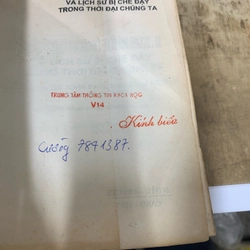 VÀ LỊCH SỬ BỊ CHE ĐẬY
TRONG THỜI ĐẠI CHÚNG TA
TRUNG TÂM THÔNG TIN KHOA HỌC
V14
Kính biếu
Cường 7841387.